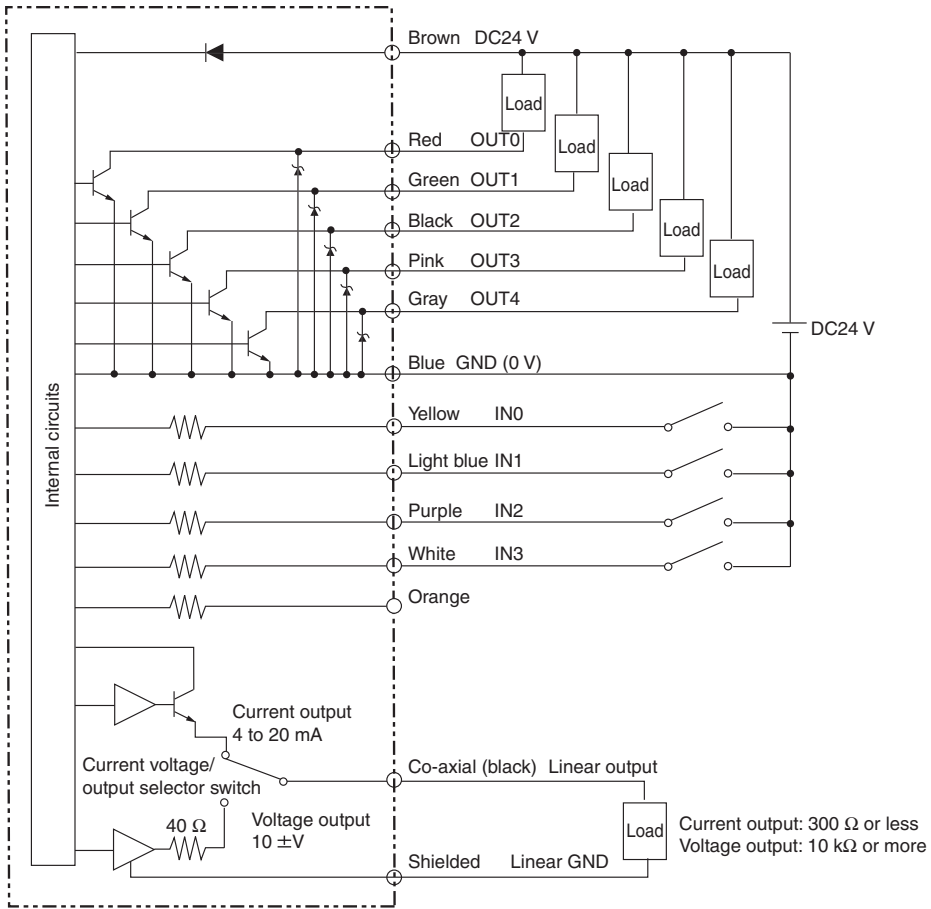 Brown DC24 V
Load
Red OUT0
Load
Green OUT1
Load
Black OUT2
Load
Pink OUT3
Load
Gray OUT4
DC24 V
Blue GND (0 V)
Internal circuits
Yellow IN0
Light blue IN1
Purple IN2
White IN3
Orange
Current output
4 to 20 mA
Current voltage/
output selector switch
Co-axial (black) Linear output
40 Ω
Voltage output
10 ±V
Load
Current output: 300 Ω or less
Voltage output: 10 kΩ or more
Shielded Linear GND